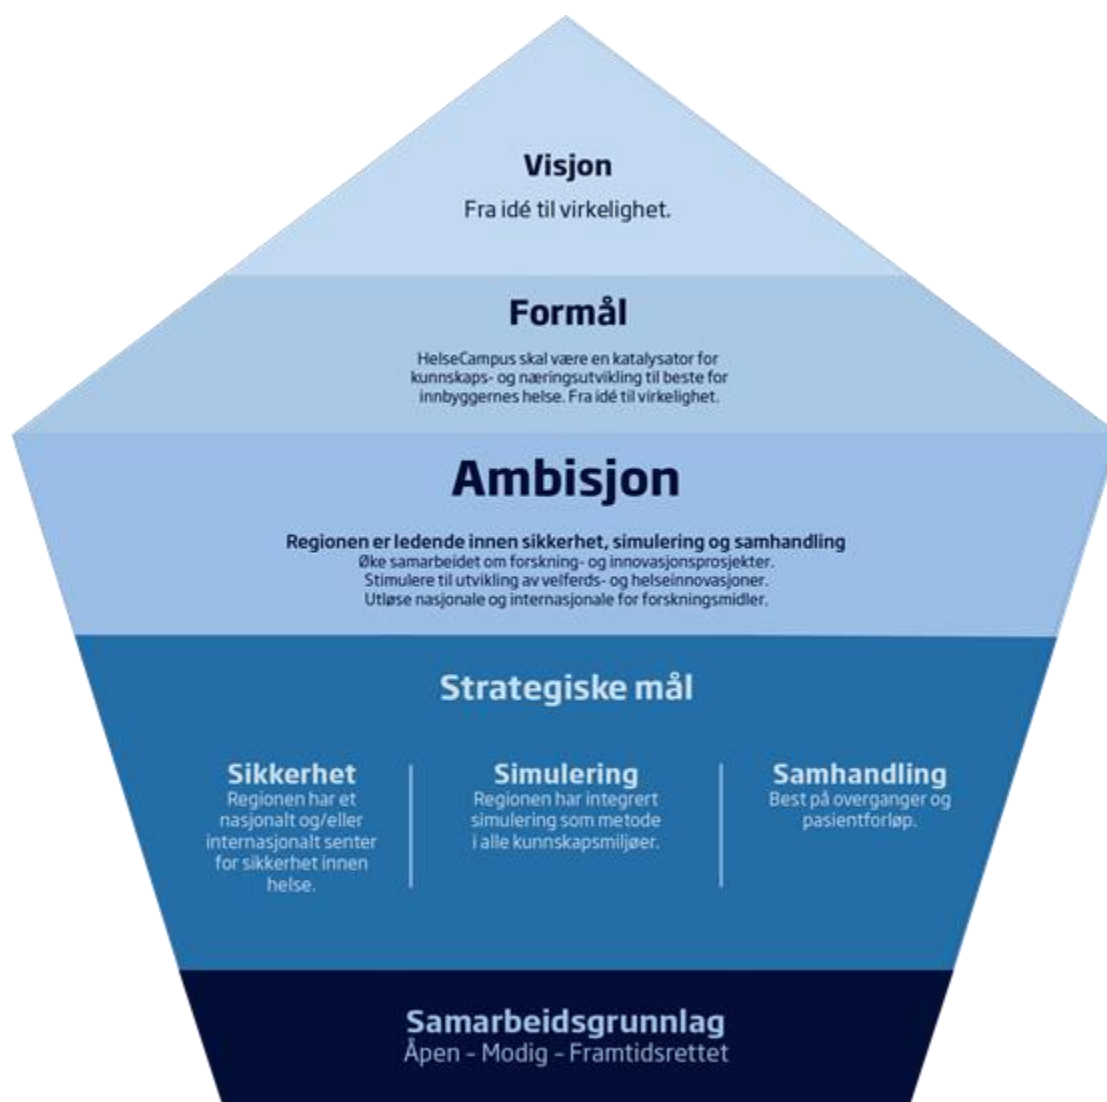 Visjon
Fra idé til virkelighet.
Formål
HelseCampus skal være en katalysator for
kunnskaps- og næringsutvikling til beste for
innbyggernes helse. Fra idé til virkelighet.
Ambisjon
Regionen er ledende innen sikkerhet, simulering og samhandling
Øke samarbeidet om forskning- og innovasjonsprosjekter.
Stimulere til utvikling av velferds- og helseinnovasjoner.
Utløse nasjonale og internasjonale for forskningsmidler.
Strategiske mål
Sikkerhet
Regionen har et
nasjonalt og/eller
internasjonalt senter
for sikkerhet innen
helse.
Simulering
Regionen har integrert
simulering som metode
i alle kunnskapsmiljøer.
Samhandling
Best på overganger og
pasientforløp.
Samarbeidsgrunnlag
Åpen – Modig – Framtidsrettet